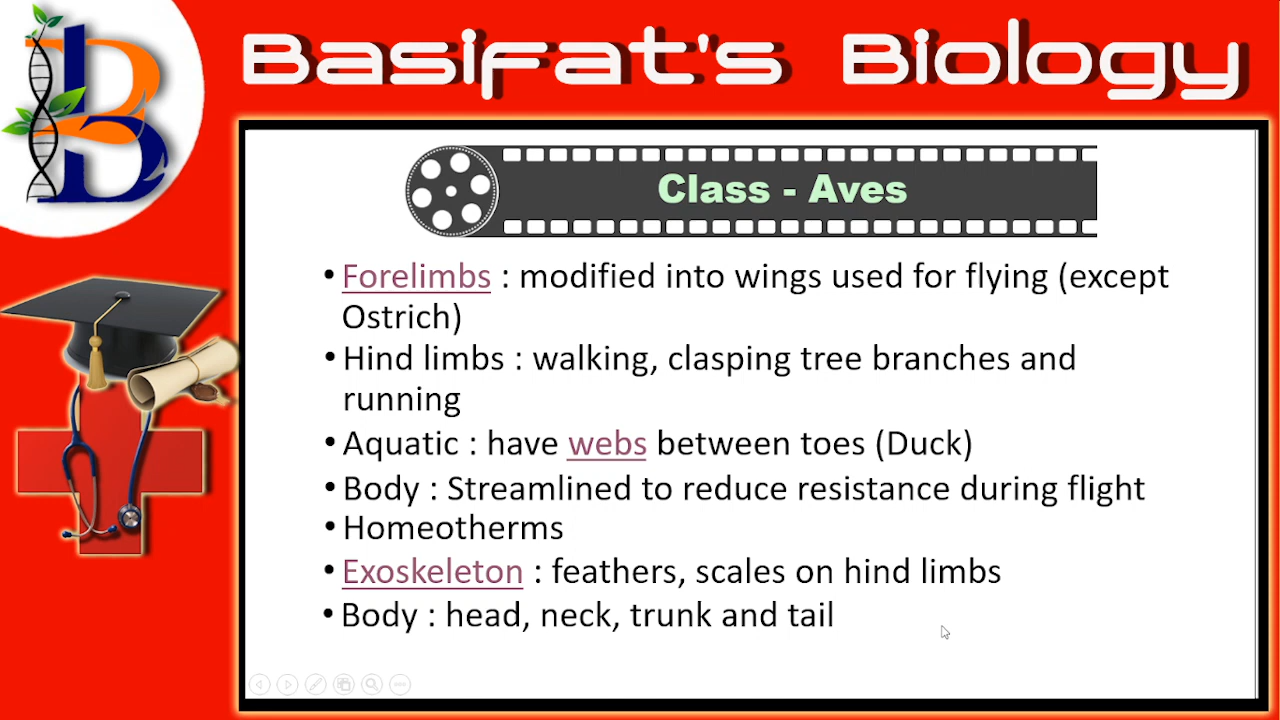 Basifat's Biology
Class - Aves
• Forelimbs : modified into wings used for flying (except
Ostrich)
• Hind limbs : walking, clasping tree branches and
running
• Aquatic : have webs between toes (Duck)
• Body : Streamlined to reduce resistance during flight
• Homeotherms
• Exoskeleton : feathers, scales on hind limbs
• Body : head, neck, trunk and tail